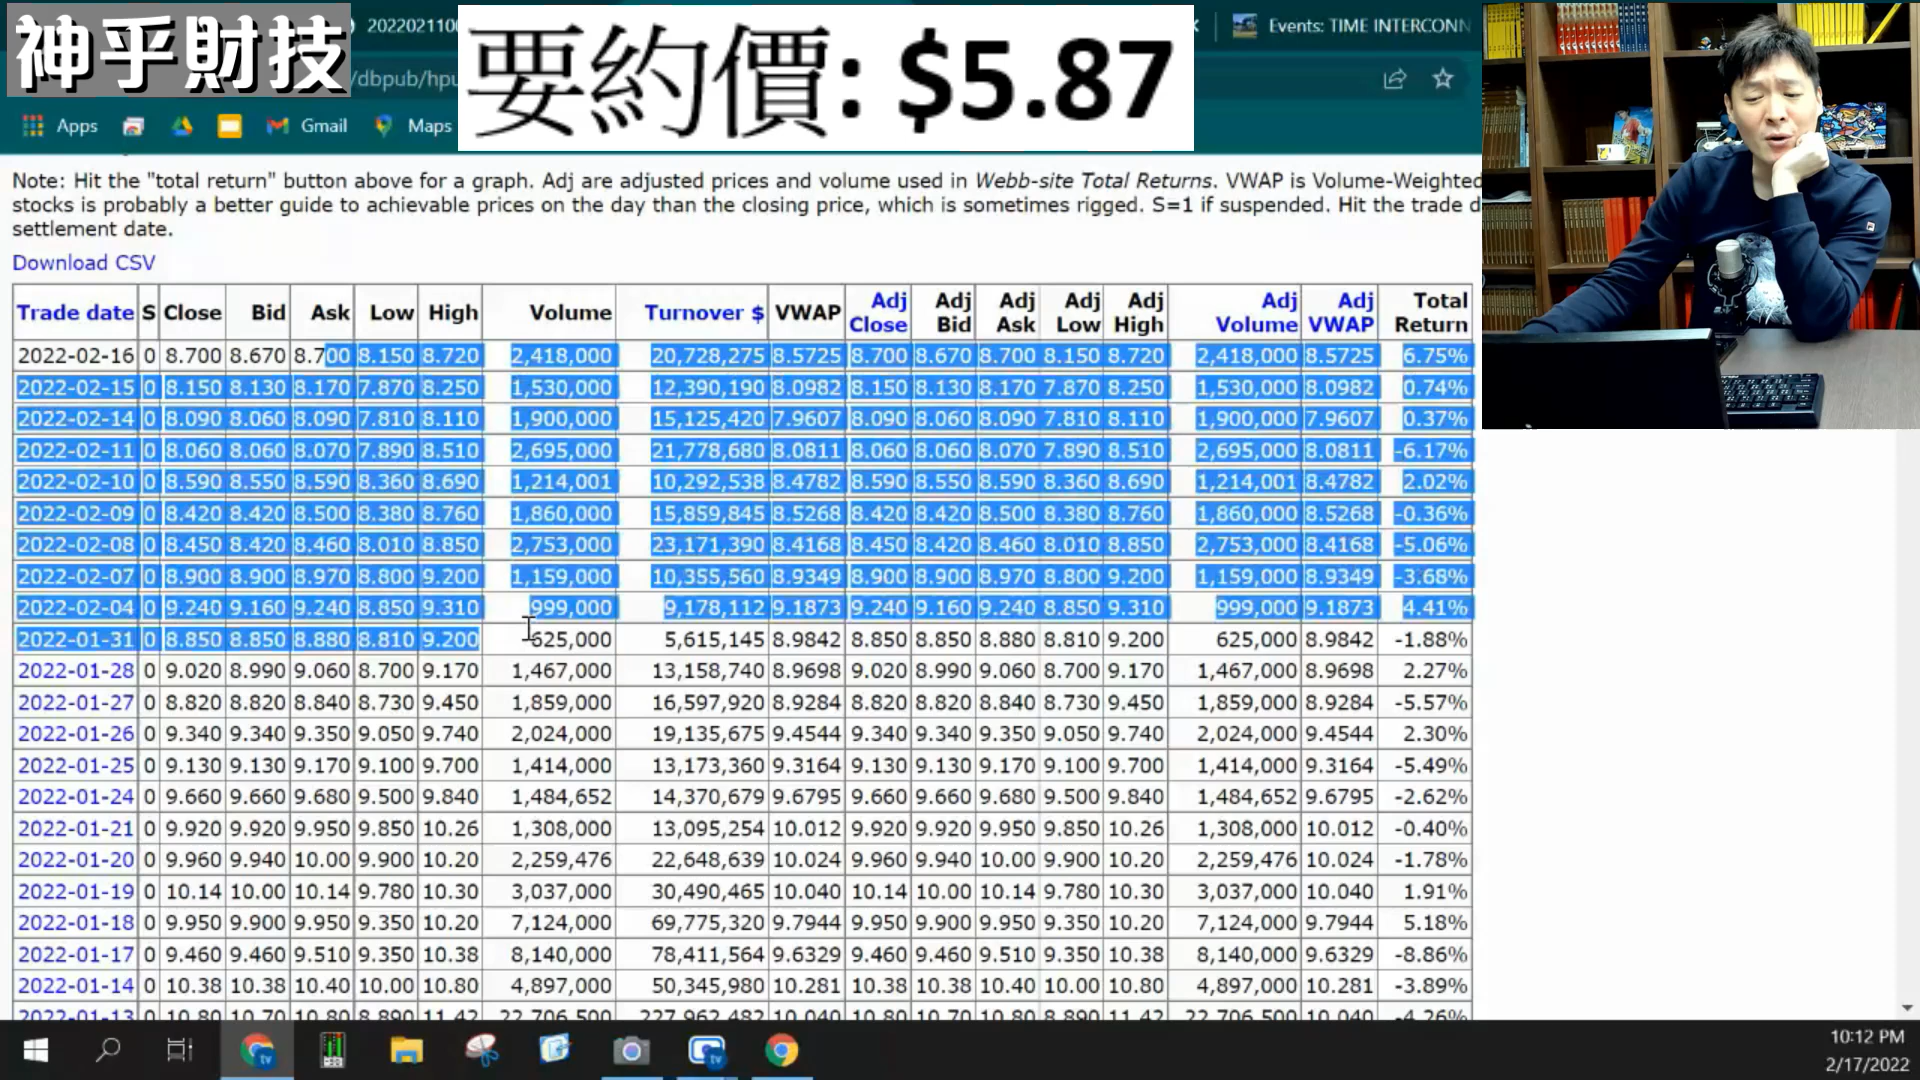 神乎財技
2022021100
要約價: $5.87
Events: TIME INTERCONN
/dbpub/hpu
Apps
Gmail
Maps
Note: Hit the "total return" button above for a graph. Adj are adjusted prices and volume used in Webb-site Total Returns. VWAP is Volume-Weighted
stocks is probably a better guide to achievable prices on the day than the closing price, which is sometimes rigged. S=1 if suspended. Hit the trade d
settlement date.
Download CSV
Trade date S Close Bid Ask Low High Volume Turnover $ VWAP Adj Close Adj Bid Adj Ask Adj Low Adj High Adj Volume Adj VWAP Total Return
2022-02-16 0 8.700 8.670 8.700 8.150 8.720 2,418,000 20,728,275 8.5725 8.700 8.670 8.700 8.150 8.720 2,418,000 8.5725 6.75%
2022-02-15 0 8.150 8.130 8.170 7.870 8.250 1,530,000 12,390,190 8.0982 8.150 8.130 8.170 7.870 8.250 1,530,000 8.0982 0.74%
2022-02-14 0 8.090 8.060 8.090 7.810 8.110 1,900,000 15,125,420 7.9607 8.090 8.060 8.090 7.810 8.110 1,900,000 7.9607 0.37%
2022-02-11 0 8.060 8.060 8.070 7.890 8.510 2,695,000 21,778,680 8.0811 8.060 8.060 8.070 7.890 8.510 2,695,000 8.0811 -6.17%
2022-02-10 0 8.590 8.550 8.590 8.360 8.690 1,214,001 10,292,538 8.4782 8.590 8.550 8.590 8.360 8.690 1,214,001 8.4782 2.02%
2022-02-09 0 8.420 8.420 8.500 8.380 8.760 1,860,000 15,859,845 8.5268 8.420 8.420 8.500 8.380 8.760 1,860,000 8.5268 -0.36%
2022-02-08 0 8.450 8.420 8.460 8.010 8.850 2,753,000 23,171,390 8.4168 8.450 8.420 8.460 8.010 8.850 2,753,000 8.4168 -5.06%
2022-02-07 0 8.900 8.900 8.970 8.800 9.200 1,159,000 10,355,560 8.9349 8.900 8.900 8.970 8.800 9.200 1,159,000 8.9349 -3.68%
2022-02-04 0 9.240 9.160 9.240 8.850 9.310 999,000 9,178,112 9.1873 9.240 9.160 9.240 8.850 9.310 999,000 9.1873 4.41%
2022-01-31 0 8.850 8.850 8.880 8.810 9.200 625,000 5,615,145 8.9842 8.850 8.850 8.880 8.810 9.200 625,000 8.9842 -1.88%
2022-01-28 0 9.020 8.990 9.060 8.700 9.170 1,467,000 13,158,740 8.9698 9.020 8.990 9.060 8.700 9.170 1,467,000 8.9698 2.27%
2022-01-27 0 8.820 8.820 8.840 8.730 9.450 1,859,000 16,597,920 8.9284 8.820 8.820 8.840 8.730 9.450 1,859,000 8.9284 -5.57%
2022-01-26 0 9.340 9.340 9.350 9.050 9.740 2,024,000 19,135,675 9.4544 9.340 9.340 9.350 9.050 9.740 2,024,000 9.4544 2.30%
2022-01-25 0 9.130 9.130 9.170 9.100 9.700 1,414,000 13,173,360 9.3164 9.130 9.130 9.170 9.100 9.700 1,414,000 9.3164 -5.49%
2022-01-24 0 9.660 9.660 9.680 9.500 9.840 1,484,652 14,370,679 9.6795 9.660 9.660 9.680 9.500 9.840 1,484,652 9.6795 -2.62%
2022-01-21 0 9.920 9.920 9.950 9.850 10.26 1,308,000 13,095,254 10.012 9.920 9.920 9.950 9.850 10.26 1,308,000 10.012 -0.40%
2022-01-20 0 9.960 9.940 10.00 9.900 10.20 2,259,476 22,648,639 10.024 9.960 9.940 10.00 9.900 10.20 2,259,476 10.024 -1.78%
2022-01-19 0 10.14 10.00 10.14 9.780 10.30 3,037,000 30,490,465 10.040 10.14 10.00 10.14 9.780 10.30 3,037,000 10.040 1.91%
2022-01-18 0 9.950 9.900 9.950 9.350 10.20 7,124,000 69,775,320 9.7944 9.950 9.900 9.950 9.350 10.20 7,124,000 9.7944 5.18%
2022-01-17 0 9.460 9.460 9.510 9.350 10.38 8,140,000 78,411,564 9.6329 9.460 9.460 9.510 9.350 10.38 8,140,000 9.6329 -8.86%
2022-01-14 0 10.38 10.38 10.40 10.00 10.80 4,897,000 50,345,980 10.281 10.38 10.38 10.40 10.00 10.80 4,897,000 10.281 -3.89%
2022-01-13 0 10.80 10.70 10.80 8.890 11.42 22,706,500 227,962,482 10.040 10.80 10.70 10.80 8.890 11.42 22,706,500 10.040 -4.26%
10:12 PM
2/17/2022